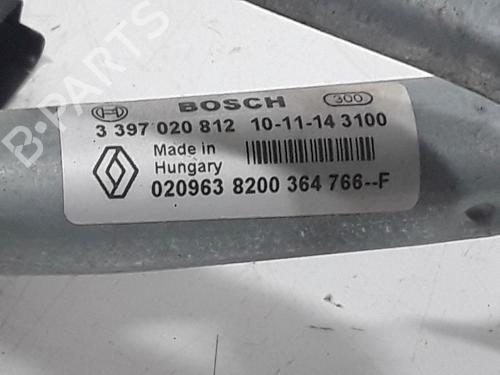 BOSCH 300
3 397 020 812 10-11-14 3100
Made in
Hungary
020963 8200 364 766--F
B-PARTS